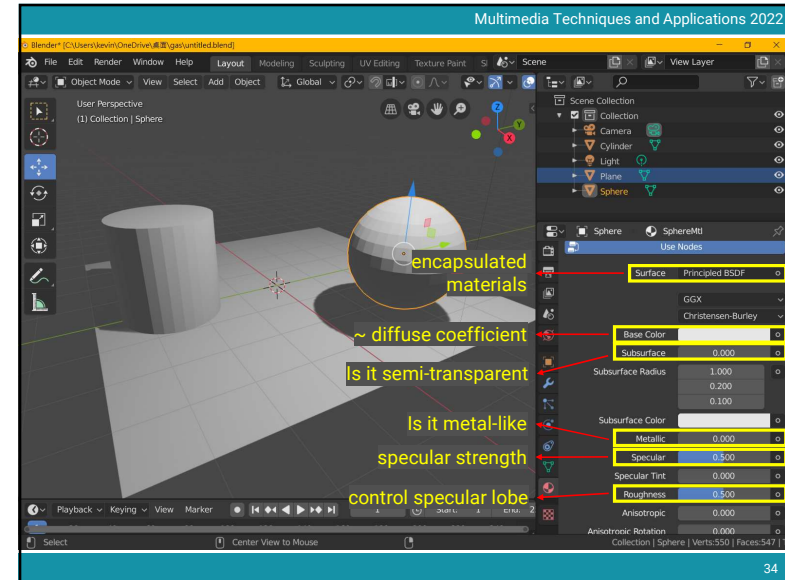 Multimedia Techniques and Applications 2022
Blender* [C:\Users\kevin\OneDrive\桌面\gas\untitled.blend]
File Edit Render Window Help Layout Modeling Sculpting UV Editing Texture Paint Scene View Layer
Object Mode View Select Add Object Global
User Perspective
(1) Collection | Sphere
Z
Y
X
Scene Collection
Collection
Camera
Cylinder
Light
Plane
Sphere
Sphere SphereMtl
Use Nodes
encapsulated
materials
Surface Principled BSDF
GGX
Christensen-Burley
~ diffuse coefficient
Base Color
Is it semi-transparent
Subsurface 0.000
Subsurface Radius 1.000
0.200
0.100
Subsurface Color
Is it metal-like
Metallic 0.000
specular strength
Specular 0.500
Specular Tint 0.000
control specular lobe
Roughness 0.500
Anisotropic 0.000
Anisotropic Rotation 0.000
Playback Keying View Marker 1 Start: 1 End: 2
Select Center View to Mouse Collection | Sphere | Verts:550 | Faces:547 |
34